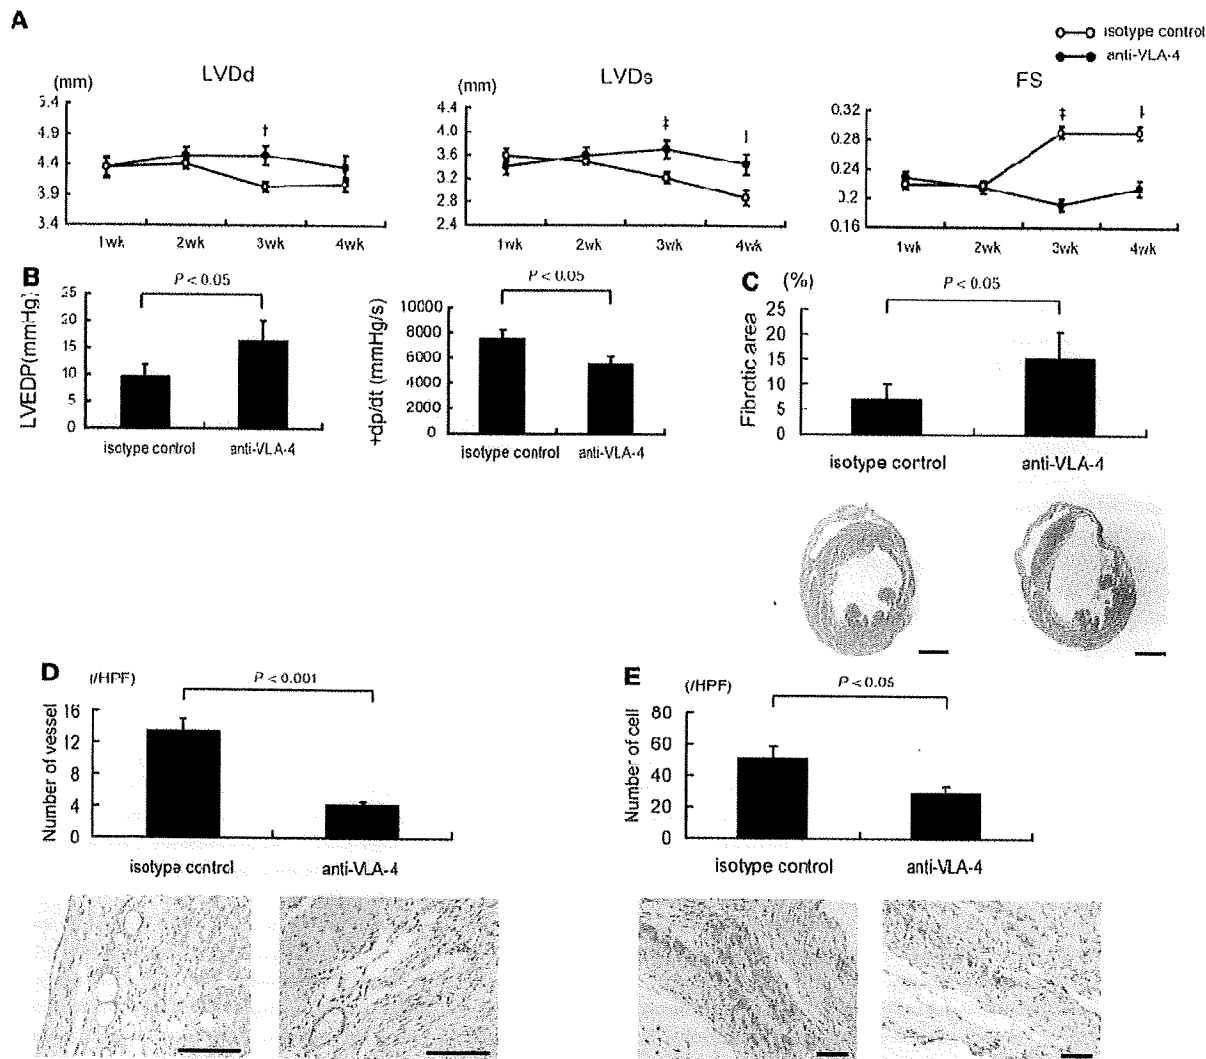 A
isotype control
anti-VLA-4
LVDd
LVDs
FS
(mm)
5.4
4.9
4.4
3.9
3.4
†
1wk 2wk 3wk 4wk
(mm)
4.4
4.0
3.6
3.2
2.8
2.4
‡
1wk 2wk 3wk 4wk
0.32
0.28
0.24
0.2
0.16
‡
1wk 2wk 3wk 4wk
B
P < 0.05
LVEDP(mmHg)
25
20
15
10
5
0
isotype control anti-VLA-4
P < 0.05
+dp/dt (mmHg/s)
10000
8000
6000
4000
2000
0
isotype control anti-VLA-4
C (%)
P < 0.05
Fibrotic area
25
20
15
10
5
0
isotype control anti-VLA-4
D (/HPF)
P < 0.001
Number of vessel
16
12
8
4
0
isotype control anti-VLA-4
E (/HPF)
P < 0.05
Number of cell
80
60
40
20
0
isotype control anti-VLA-4